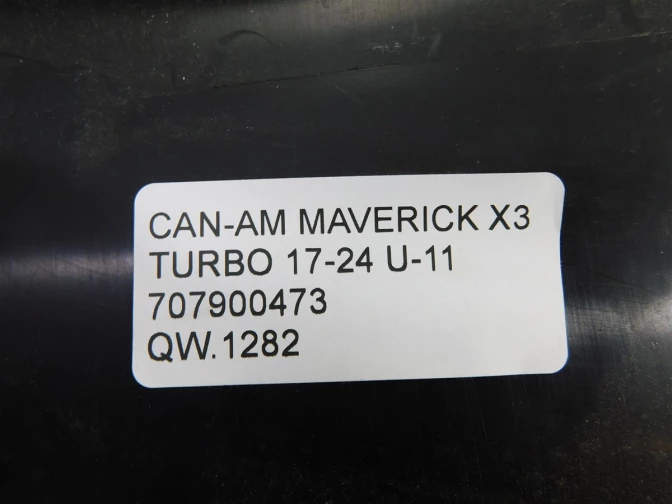 CAN-AM MAVERICK X3
TURBO 17-24 U-11
707900473
QW.1282